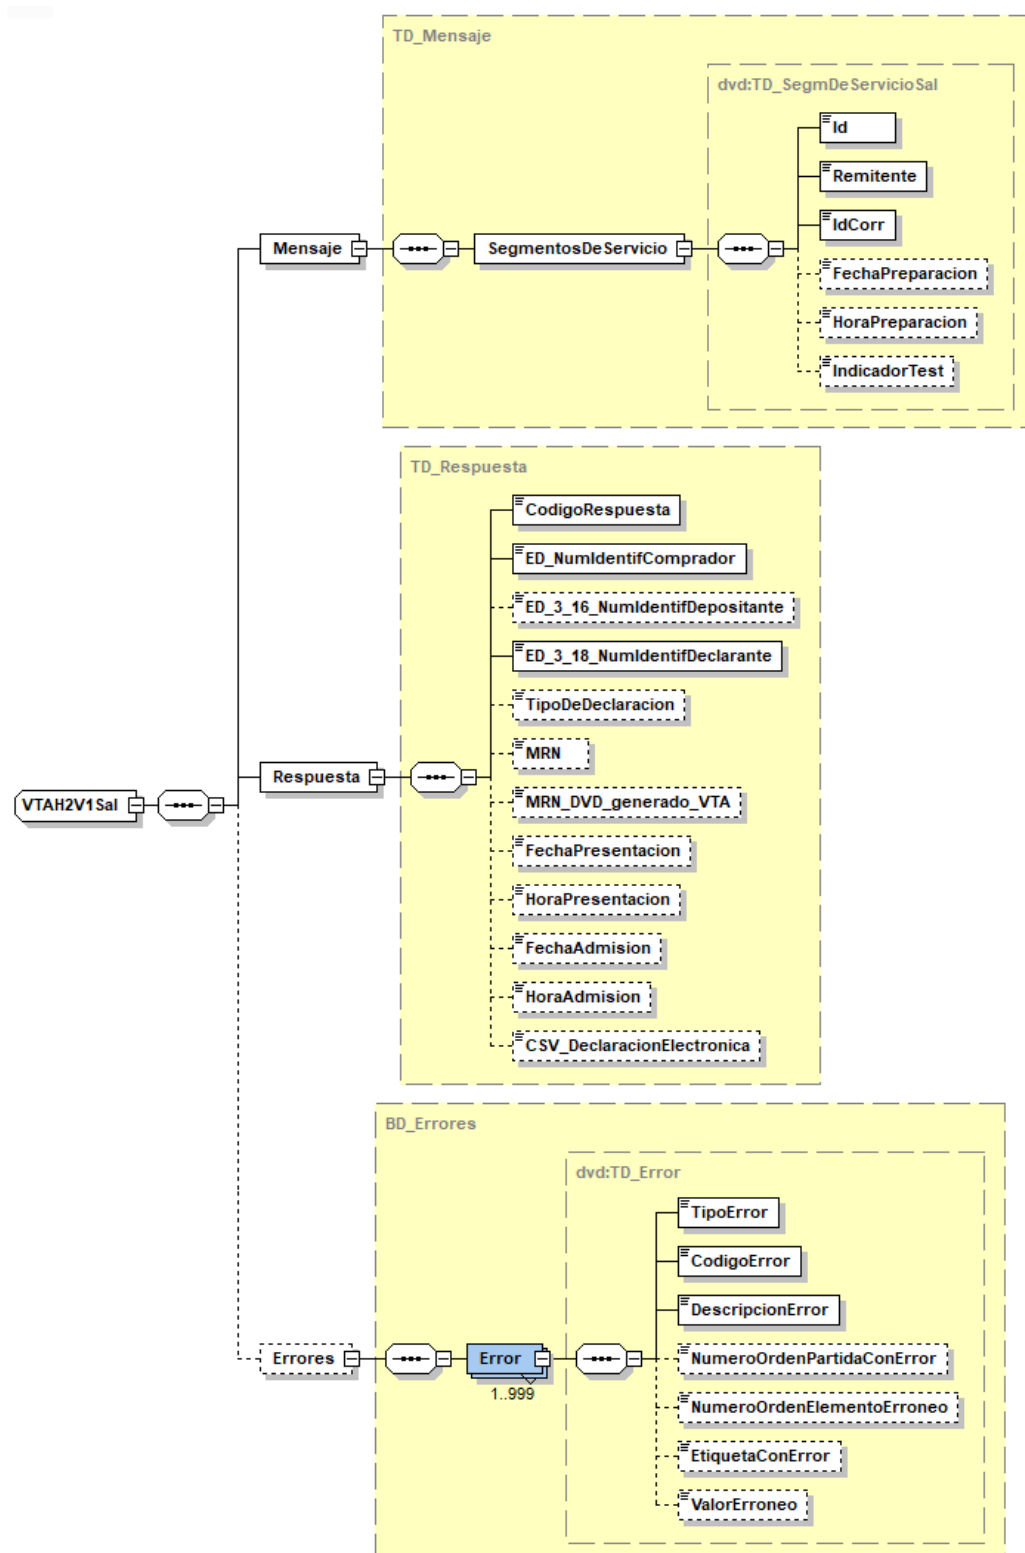 TD_Mensaje
dvd:TD_SegmDeServicioSal
Id
Remitente
IdCorr
Mensaje
SegmentosDeServicio
FechaPreparacion
HoraPreparacion
IndicadorTest
TD_Respuesta
CodigoRespuesta
ED_NumIdentifComprador
ED_3_16_NumIdentifDepositante
ED_3_18_NumIdentifDeclarante
TipoDeDeclaracion
MRN
Respuesta
VTAH2V1Sal
MRN_DVD_generado_VTA
FechaPresentacion
HoraPresentacion
FechaAdmision
HoraAdmision
CSV_DeclaracionElectronica
BD_Errores
dvd:TD_Error
TipoError
CodigoError
DescripcionError
Errores
Error
1..999
NumeroOrdenPartidaConError
NumeroOrdenElementoErroneo
EtiquetaConError
ValorErroneo